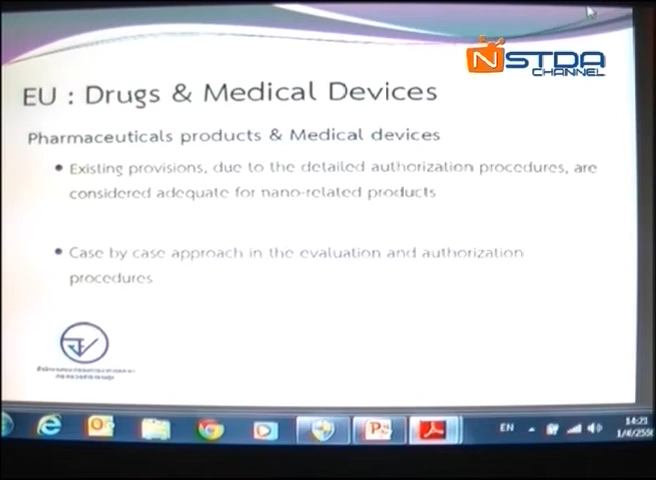 NSTDA
CHANNEL
EU : Drugs & Medical Devices
Pharmaceuticals products & Medical devices
• Existing provisions, due to the detailed authorization procedures, are
considered adequate for nano-related products
• Case by case approach in the evaluation and authorization
procedures
EN
14:21